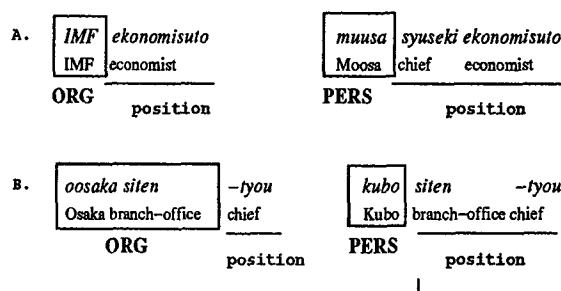 A. IMF ekonomisuto muusa syuseki ekonomisuto
IMF economist Moosa chief economist
ORG position PERS position
B. oosaka siten -tyou kubo siten -tyou
Osaka branch-office chief Kubo branch-office chief
ORG position PERS position